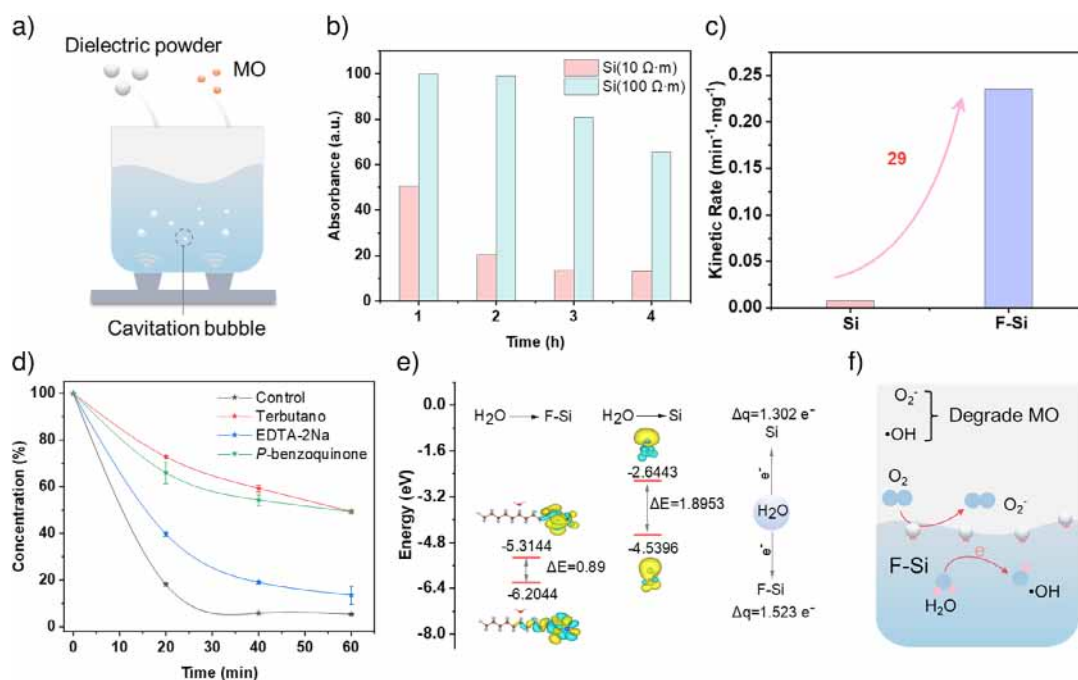 a)
Dielectric powder
MO
Cavitation bubble
b)
Absorbance (a.u.)
100
80
60
40
20
0
Si(10 Ω·m)
Si(100 Ω·m)
1 2 3 4
Time (h)
c)
Kinetic Rate (min⁻¹·mg⁻¹)
0.25
0.20
0.15
0.10
0.05
0.00
29
Si F-Si
d)
Concentration (%)
100
80
60
40
20
0
Control
Terbutano
EDTA-2Na
P-benzoquinone
0 10 20 30 40 50 60
Time (min)
e)
Energy (eV)
0.0
-1.6
-3.2
-4.8
-6.4
-8.0
H₂O F-Si
H₂O Si
-5.3144
ΔE=0.89
-6.2044
-2.6443
ΔE=1.8953
-4.5396
Δq=1.302 e⁻
Si
e⁻
H₂O
e⁻
F-Si
Δq=1.523 e⁻
f)
O₂⁻
•OH
Degrade MO
O₂
O₂⁻
F-Si
e
H₂O
•OH